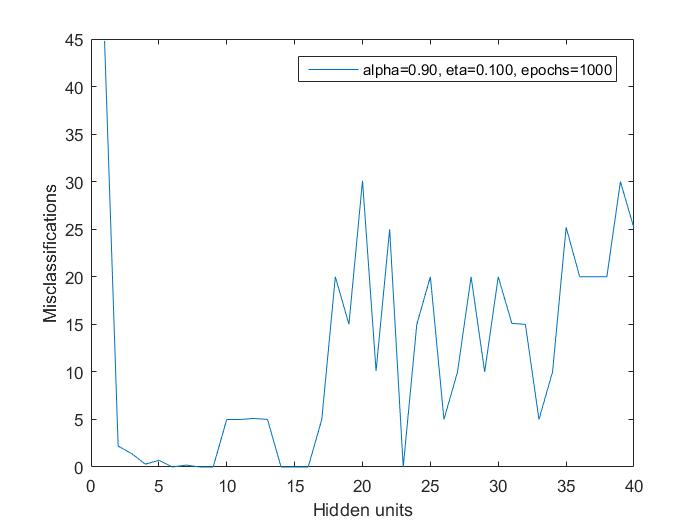 alpha=0.90, eta=0.100, epochs=1000
Misclassifications
45
40
35
30
25
20
15
10
5
0
0 5 10 15 20 25 30 35 40
Hidden units